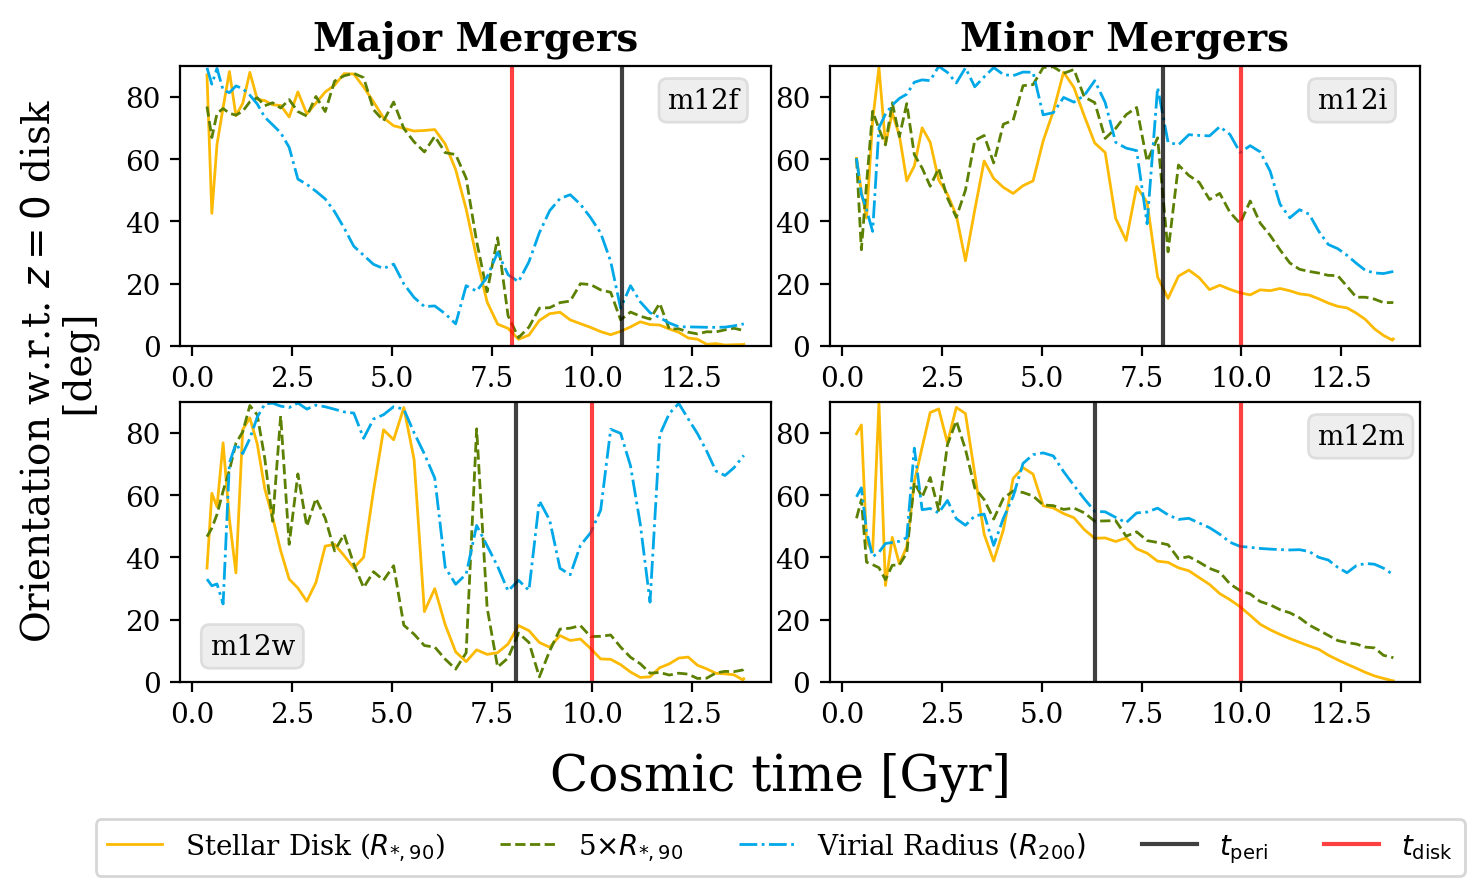 Major Mergers
Minor Mergers
Orientation w.r.t. z = 0 disk
[deg]
80
60
40
20
0
m12f
0.0 2.5 5.0 7.5 10.0 12.5
80
60
40
20
0
m12i
0.0 2.5 5.0 7.5 10.0 12.5
80
60
40
20
0
m12w
0.0 2.5 5.0 7.5 10.0 12.5
80
60
40
20
0
m12m
0.0 2.5 5.0 7.5 10.0 12.5
Cosmic time [Gyr]
Stellar Disk (R*,90) 5×R*,90 Virial Radius (R200) tperi tdisk